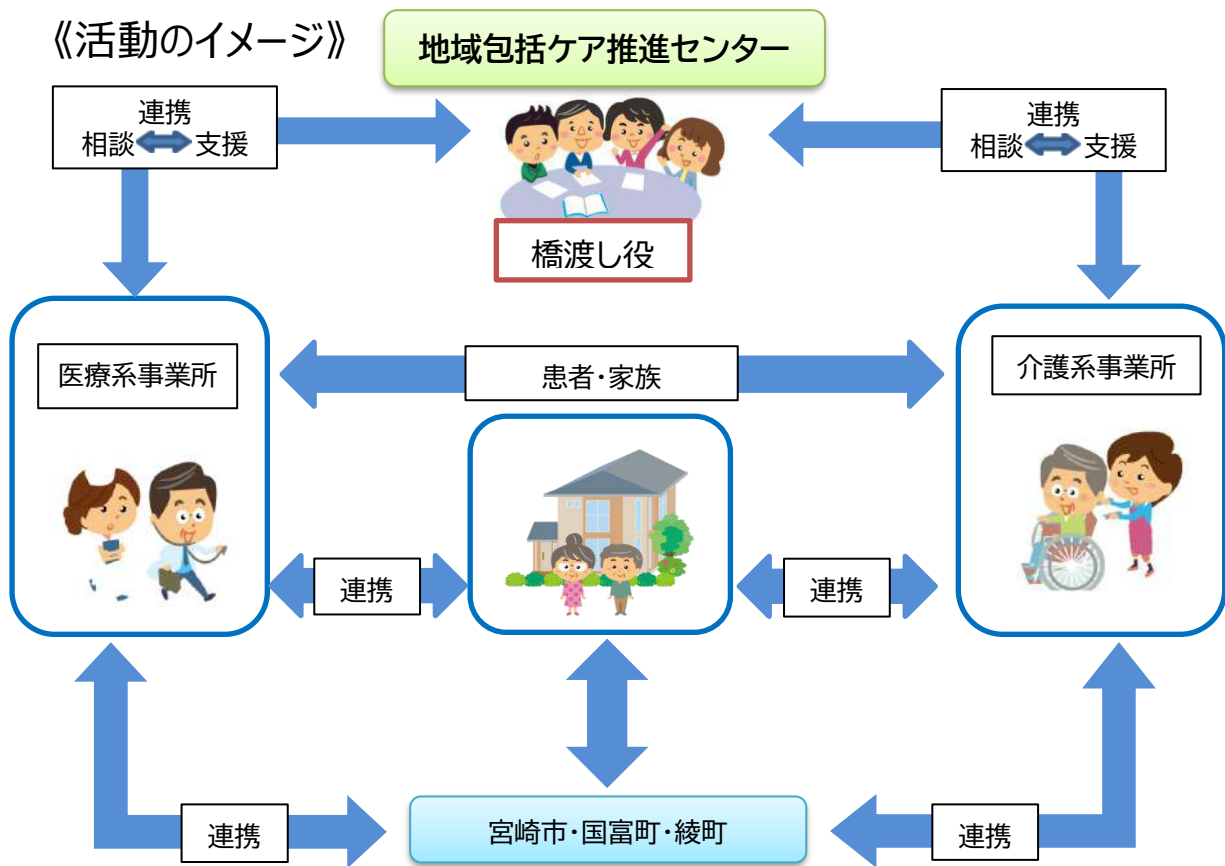 《活動のイメージ》
地域包括ケア推進センター
連携
相談 支援
連携
相談 支援
橋渡し役
医療系事業所
患者・家族
介護系事業所
連携
連携
連携
宮崎市・国富町・綾町
連携